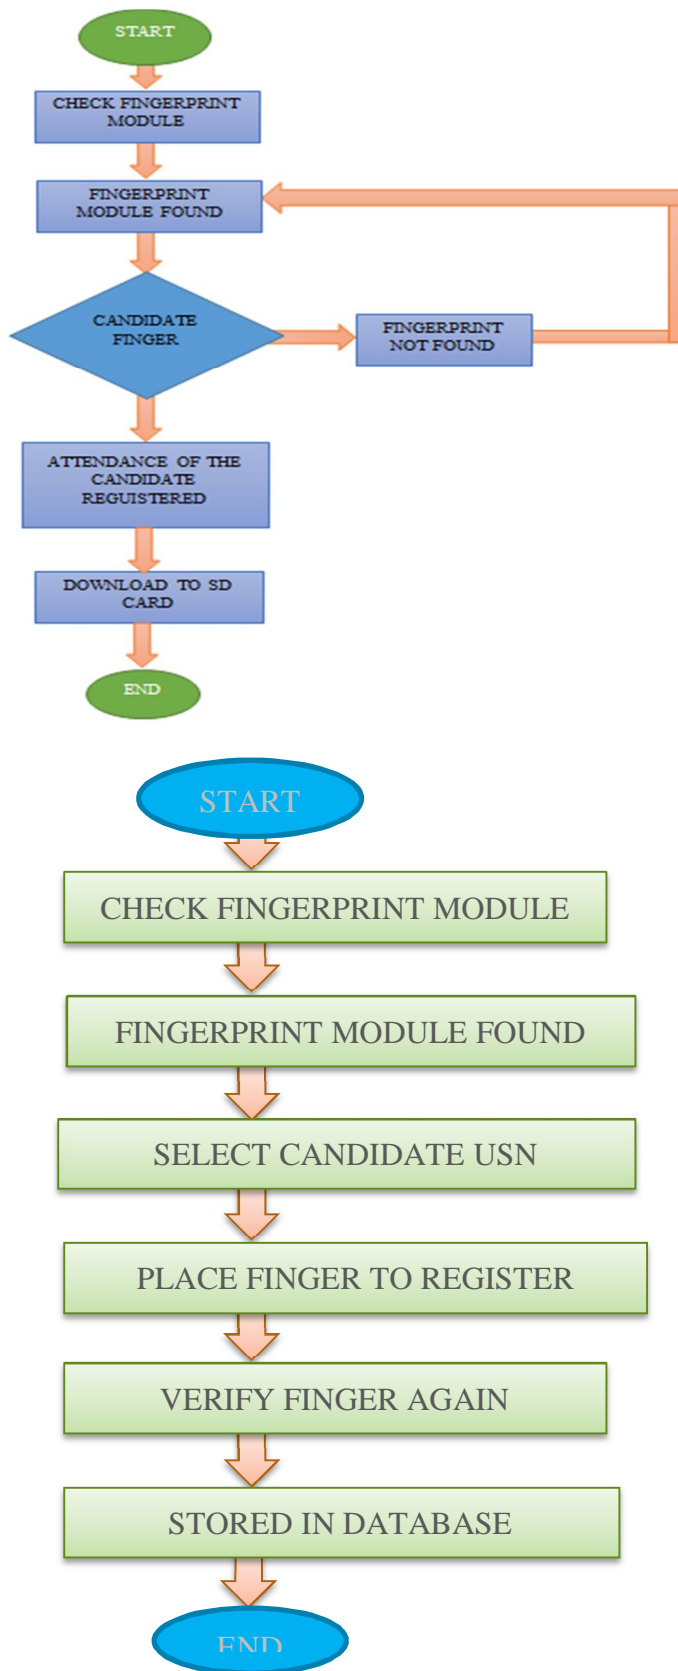 START
CHECK FINGERPRINT
MODULE
FINGERPRINT
MODULE FOUND
CANDIDATE
FINGER
FINGERPRINT
NOT FOUND
ATTENDANCE OF THE
CANDIDATE
REGUISTERED
DOWNLOAD TO SD
CARD
END
START
CHECK FINGERPRINT MODULE
FINGERPRINT MODULE FOUND
SELECT CANDIDATE USN
PLACE FINGER TO REGISTER
VERIFY FINGER AGAIN
STORED IN DATABASE
END